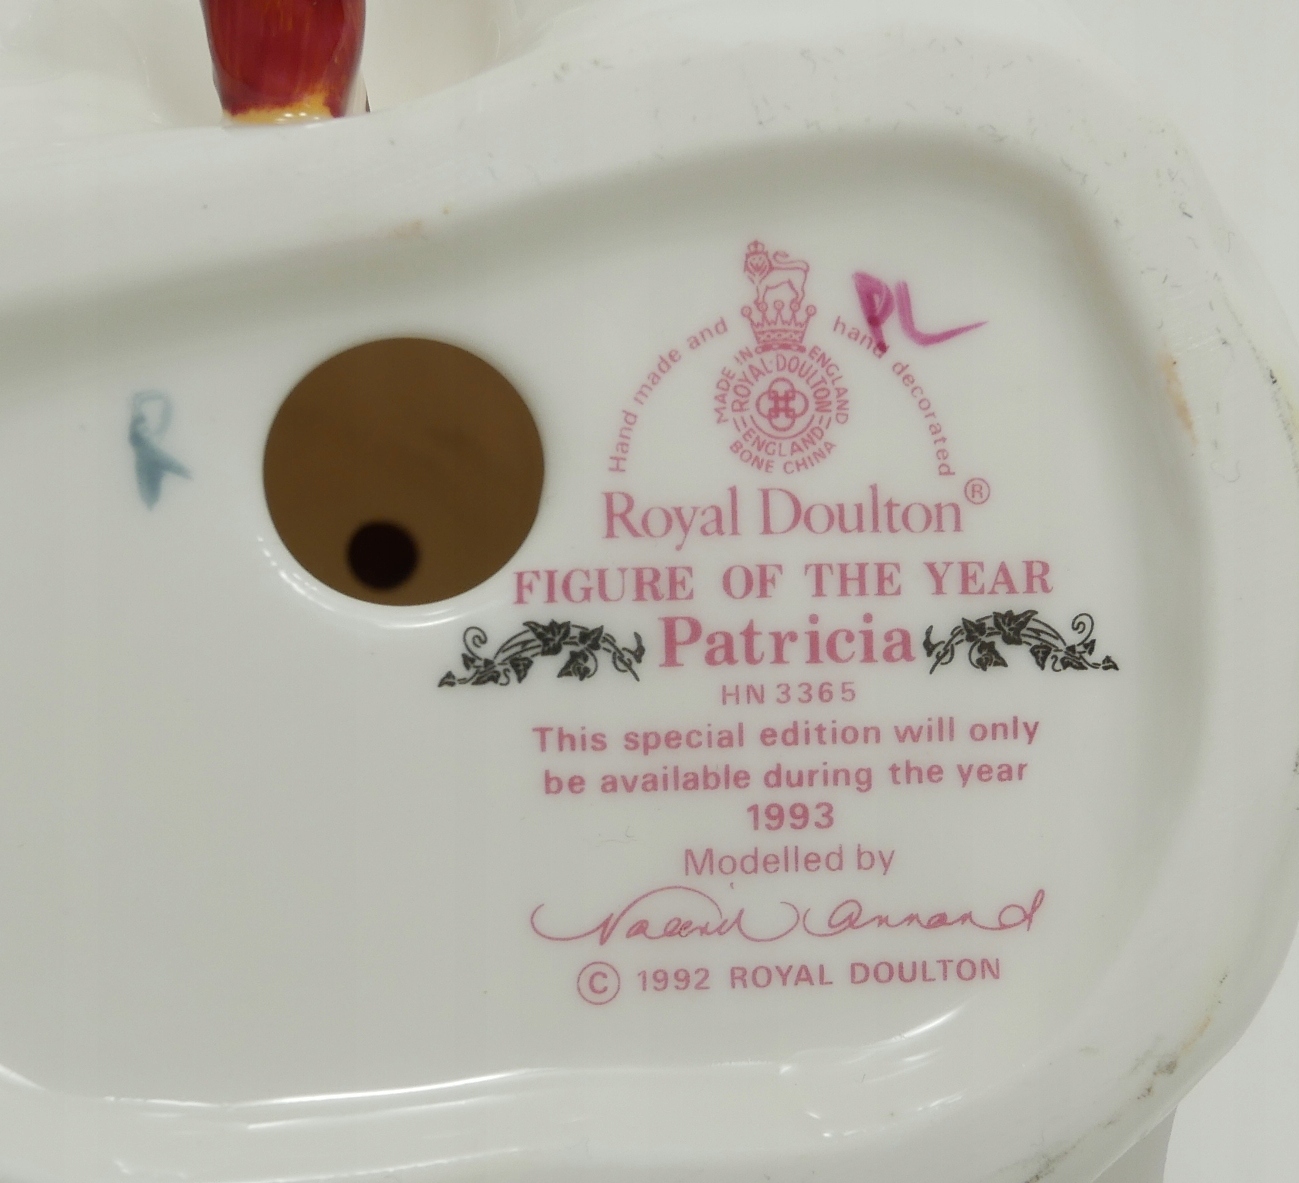 PL
Hand made and hand decorated
MADE IN ENGLAND
ROYAL·DOULTON
ENGLAND
BONE CHINA
Royal Doulton®
FIGURE OF THE YEAR
Patricia
HN 3365
This special edition will only
be available during the year
1993
Modelled by
Nada Annand
© 1992 ROYAL DOULTON